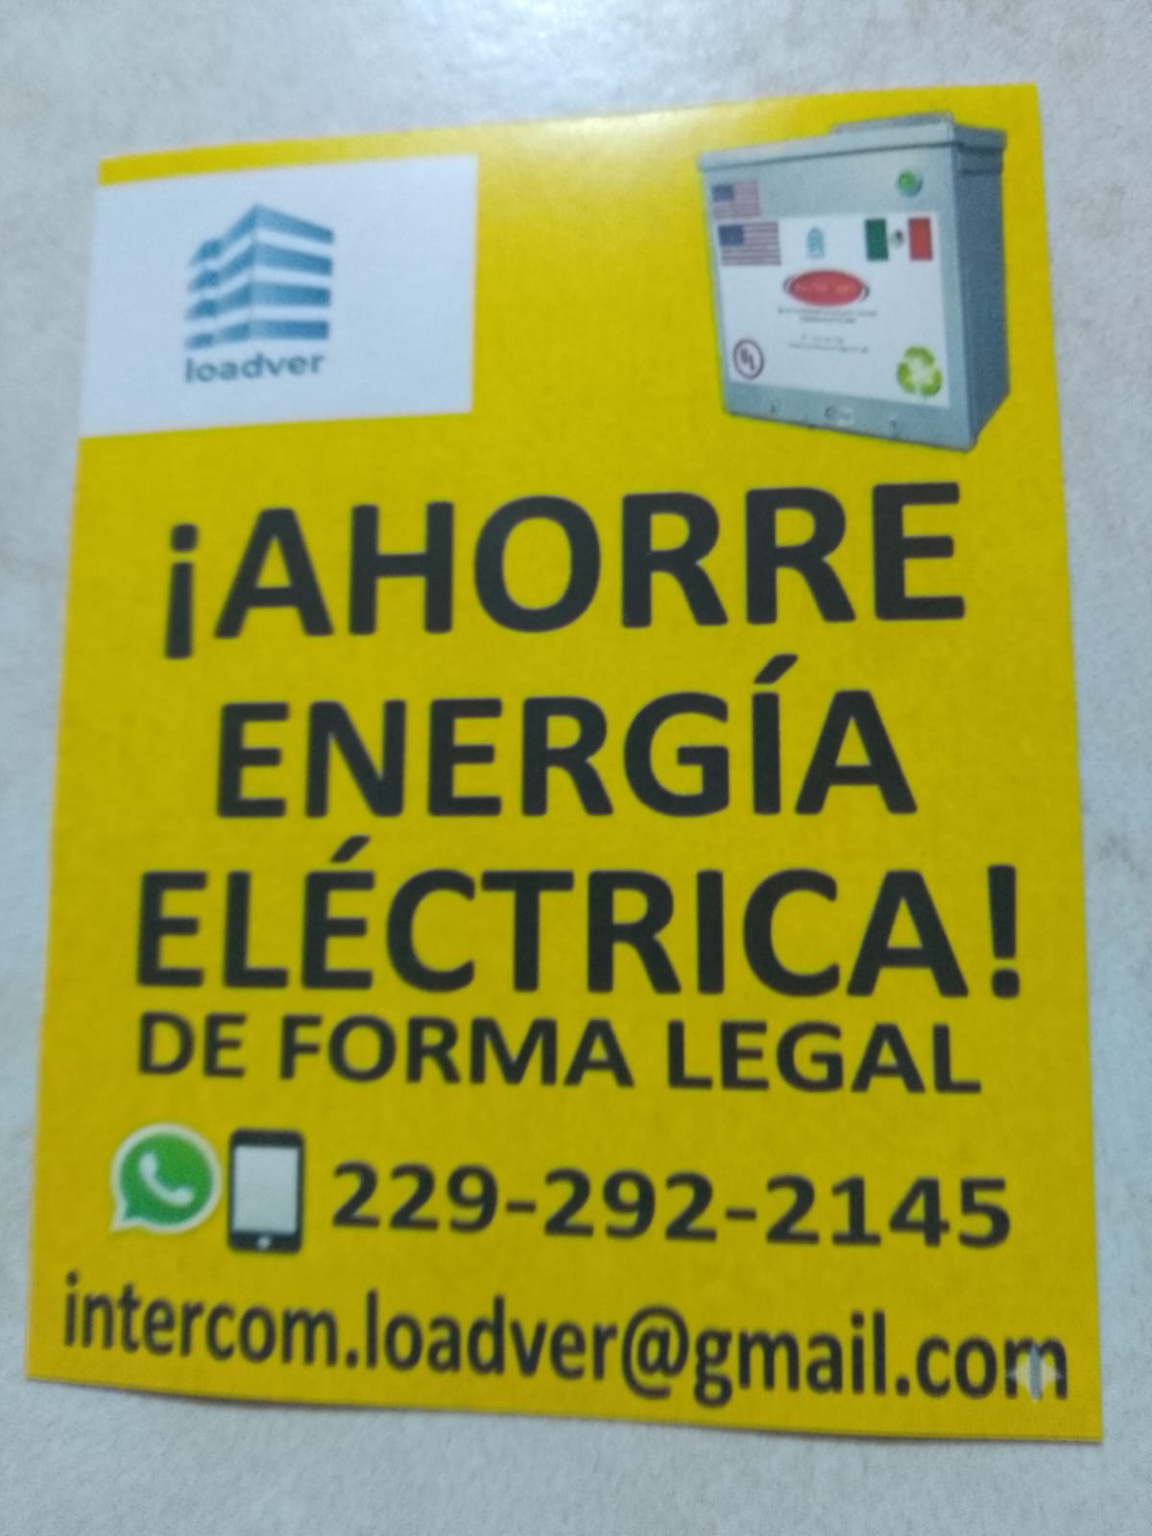 loadver
¡AHORRE
ENERGÍA
ELÉCTRICA!
DE FORMA LEGAL
229-292-2145
intercom.loadver@gmail.com